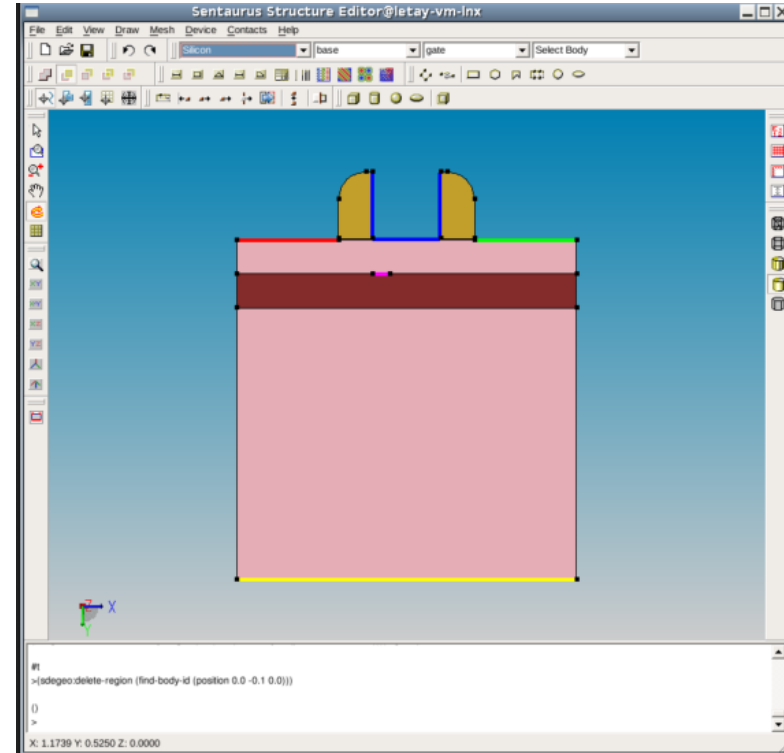 Sentaurus Structure Editor@letay-vm-lnx
File Edit View Draw Mesh Device Contacts Help
Silicon base gate Select Body
X
Y
#t
>(sdegeo:delete-region (find-body-id (position 0.0 -0.1 0.0)))
()
>
X: 1.1739 Y: 0.5250 Z: 0.0000